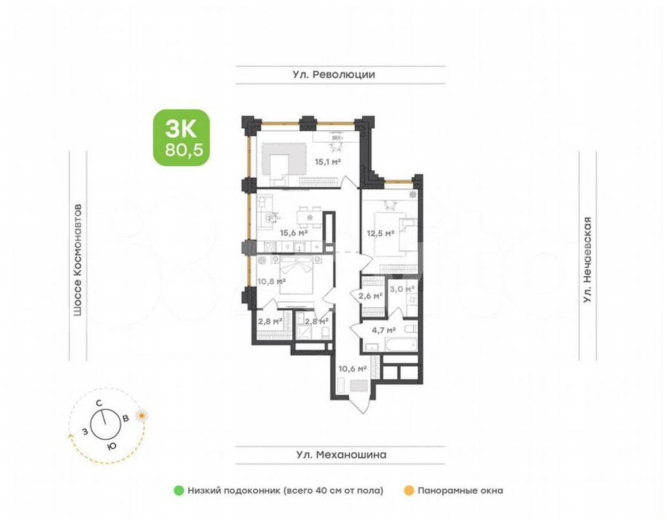 Ул. Революции
3К
80,5
15,1 м²
15,6 м²
12,5 м²
10,8 м²
2,6 м²
3,0 м²
2,8 м²
2,8 м²
4,7 м²
10,6 м²
Шоссе Космонавтов
Ул. Нечаевская
С
В
З
Ю
Ул. Механошина
Низкий подоконник (всего 40 см от пола)
Панорамные окна